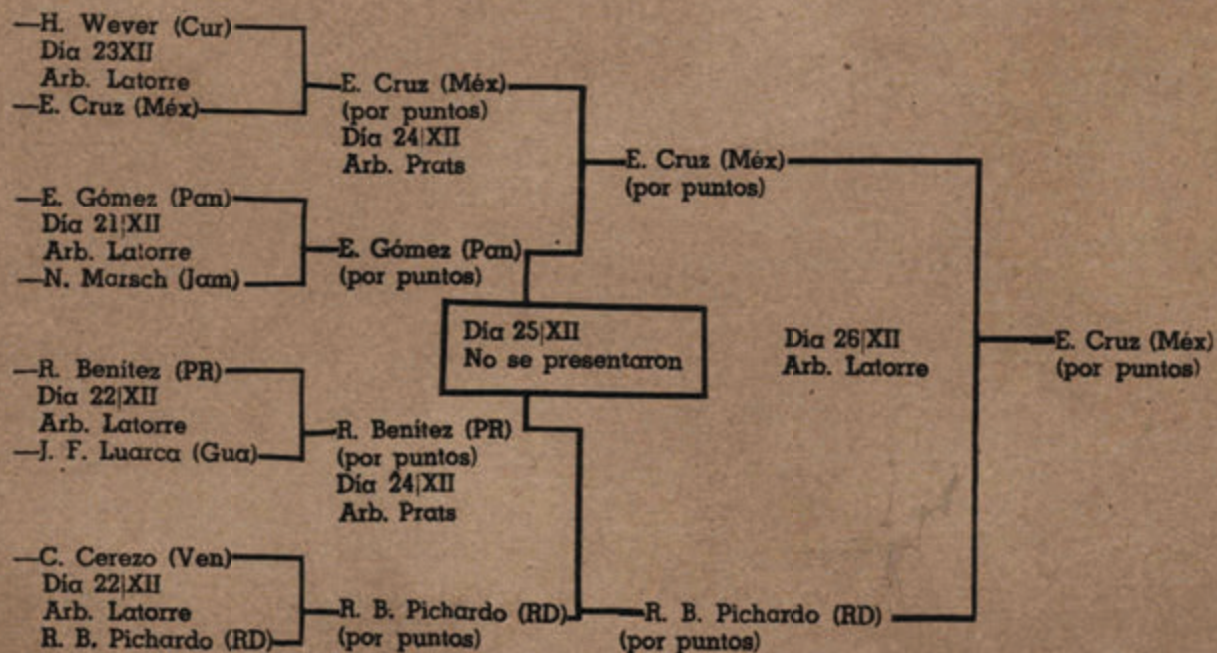 —H. Wever (Cur)
Día 23XII
Arb. Latorre
—E. Cruz (Méx)
E. Cruz (Méx)
(por puntos)
Día 24|XII
Arb. Prats
—E. Gómez (Pan)
Día 21|XII
Arb. Latorre
—N. Marsch (Jam)
E. Gómez (Pan)
(por puntos)
E. Cruz (Méx)
(por puntos)
Día 25|XII
No se presentaron
Día 26|XII
Arb. Latorre
E. Cruz (Méx)
(por puntos)
—R. Benítez (PR)
Día 22|XII
Arb. Latorre
—J. F. Luarca (Gua)
R. Benítez (PR)
(por puntos)
Día 24|XII
Arb. Prats
—C. Cerezo (Ven)
Día 22|XII
Arb. Latorre
R. B. Pichardo (RD)
R. B. Pichardo (RD)
(por puntos)
R. B. Pichardo (RD)
(por puntos)